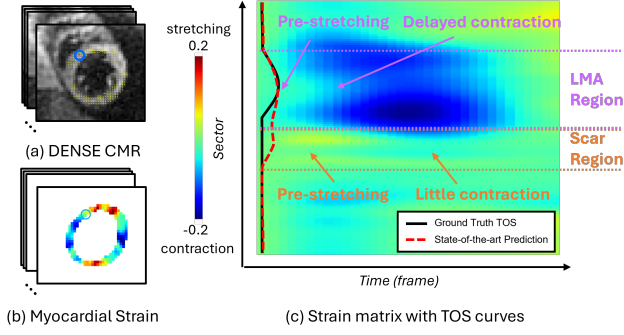 stretching
0.2
-0.2
contraction
(a) DENSE CMR
(b) Myocardial Strain
Sector
Pre-stretching
Delayed contraction
LMA
Region
Scar
Region
Pre-stretching
Little contraction
Ground Truth TOS
State-of-the-art Prediction
Time (frame)
(c) Strain matrix with TOS curves